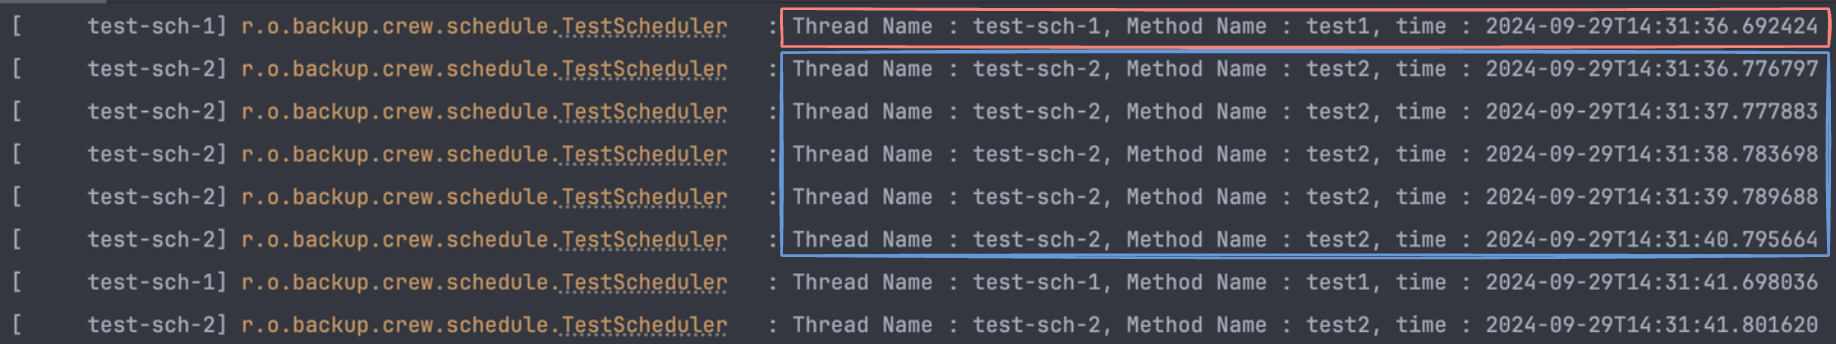 [      test-sch-1] r.o.backup.crew.schedule.TestScheduler   : Thread Name : test-sch-1, Method Name : test1, time : 2024-09-29T14:31:36.692424
[      test-sch-2] r.o.backup.crew.schedule.TestScheduler   : Thread Name : test-sch-2, Method Name : test2, time : 2024-09-29T14:31:36.776797
[      test-sch-2] r.o.backup.crew.schedule.TestScheduler   : Thread Name : test-sch-2, Method Name : test2, time : 2024-09-29T14:31:37.777883
[      test-sch-2] r.o.backup.crew.schedule.TestScheduler   : Thread Name : test-sch-2, Method Name : test2, time : 2024-09-29T14:31:38.783698
[      test-sch-2] r.o.backup.crew.schedule.TestScheduler   : Thread Name : test-sch-2, Method Name : test2, time : 2024-09-29T14:31:39.789688
[      test-sch-2] r.o.backup.crew.schedule.TestScheduler   : Thread Name : test-sch-2, Method Name : test2, time : 2024-09-29T14:31:40.795664
[      test-sch-1] r.o.backup.crew.schedule.TestScheduler   : Thread Name : test-sch-1, Method Name : test1, time : 2024-09-29T14:31:41.698036
[      test-sch-2] r.o.backup.crew.schedule.TestScheduler   : Thread Name : test-sch-2, Method Name : test2, time : 2024-09-29T14:31:41.801620